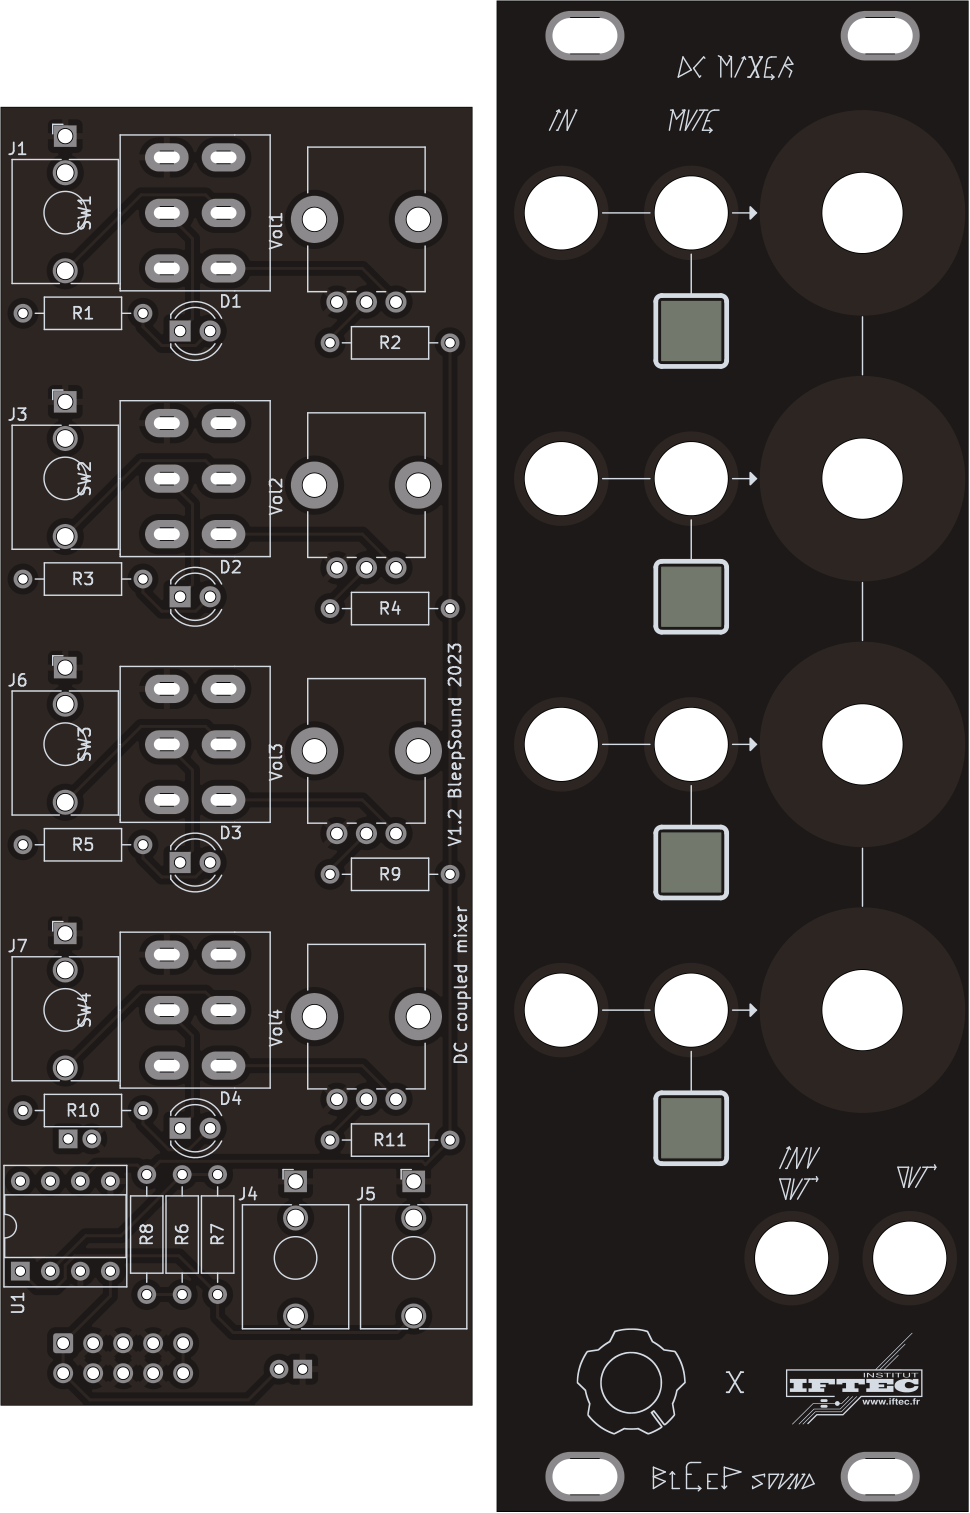 J1
SW1
Vol1
D1
R1
R2
J3
SW2
Vol2
D2
R3
R4
J6
SW3
Vol3
D3
R5
R9
V1.2 BleepSound 2023
J7
SW4
Vol4
D4
R10
R11
DC coupled mixer
J4
J5
R8
R6
R7
U1
DC MIXER
IN
MUTE
INV
OUT
OUT
X
INSTITUT
IFTEC
www.iftec.fr
BLEEP SOUND